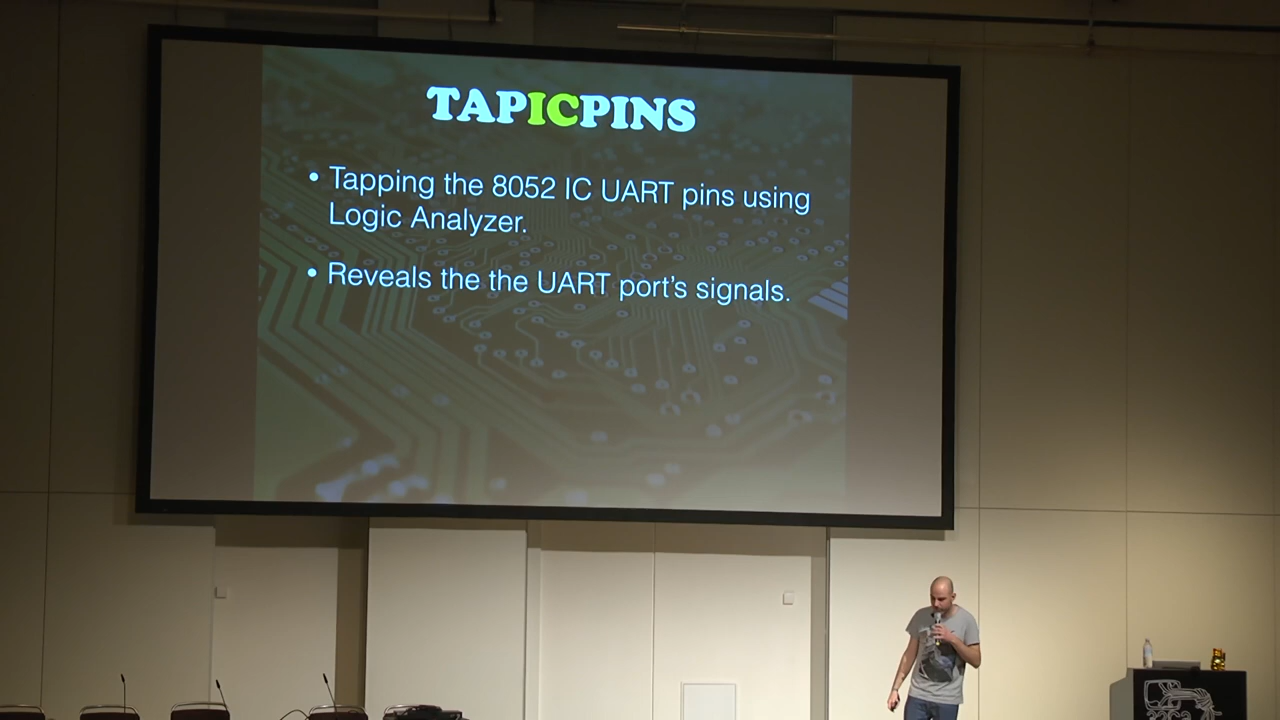 TAPICPINS
• Tapping the 8052 IC UART pins using
Logic Analyzer.
• Reveals the the UART port's signals.